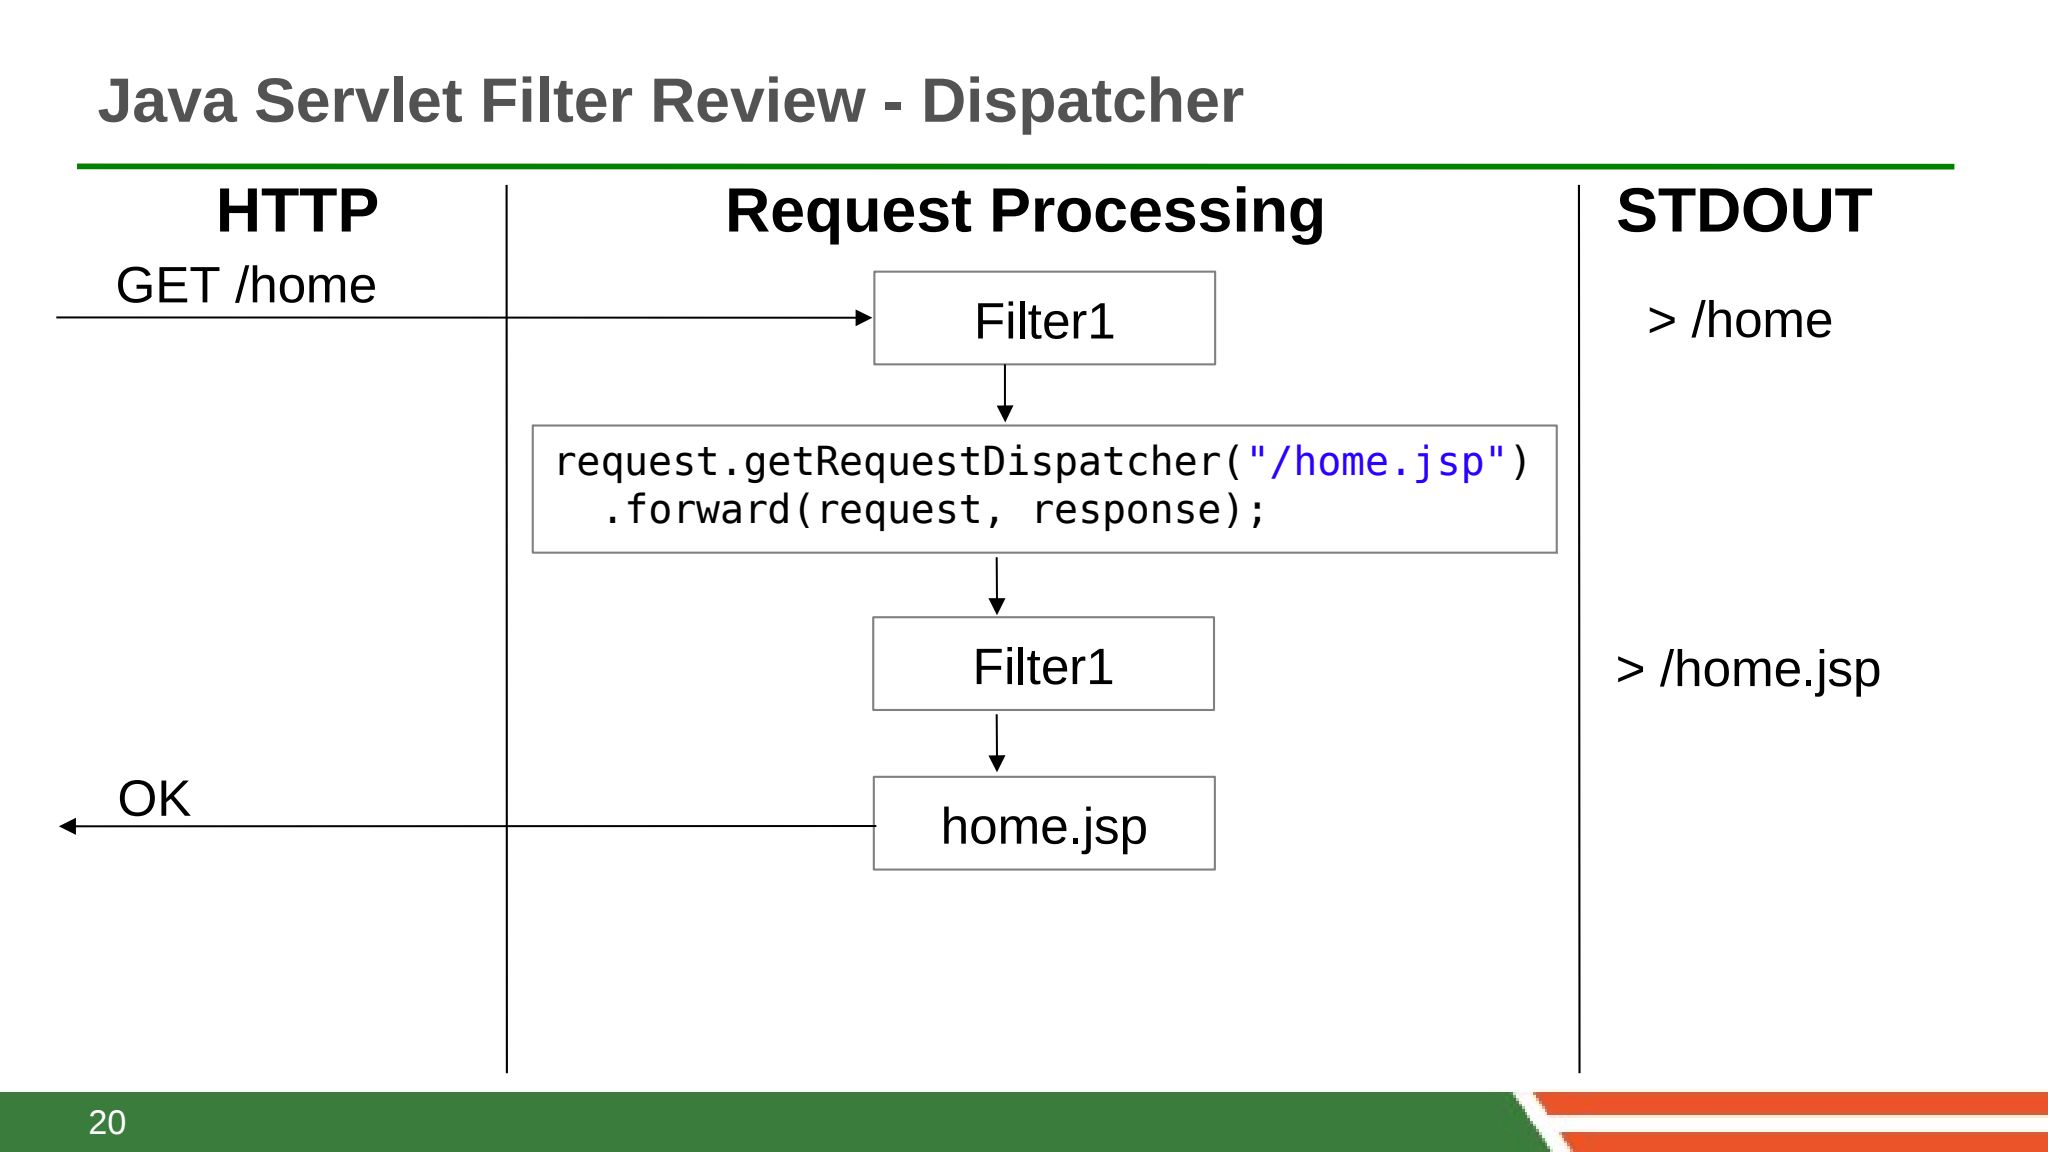 Java Servlet Filter Review - Dispatcher
HTTP
Request Processing
STDOUT
GET /home
Filter1
> /home
request.getRequestDispatcher("/home.jsp")
.forward(request, response);
Filter1
> /home.jsp
OK
home.jsp
20